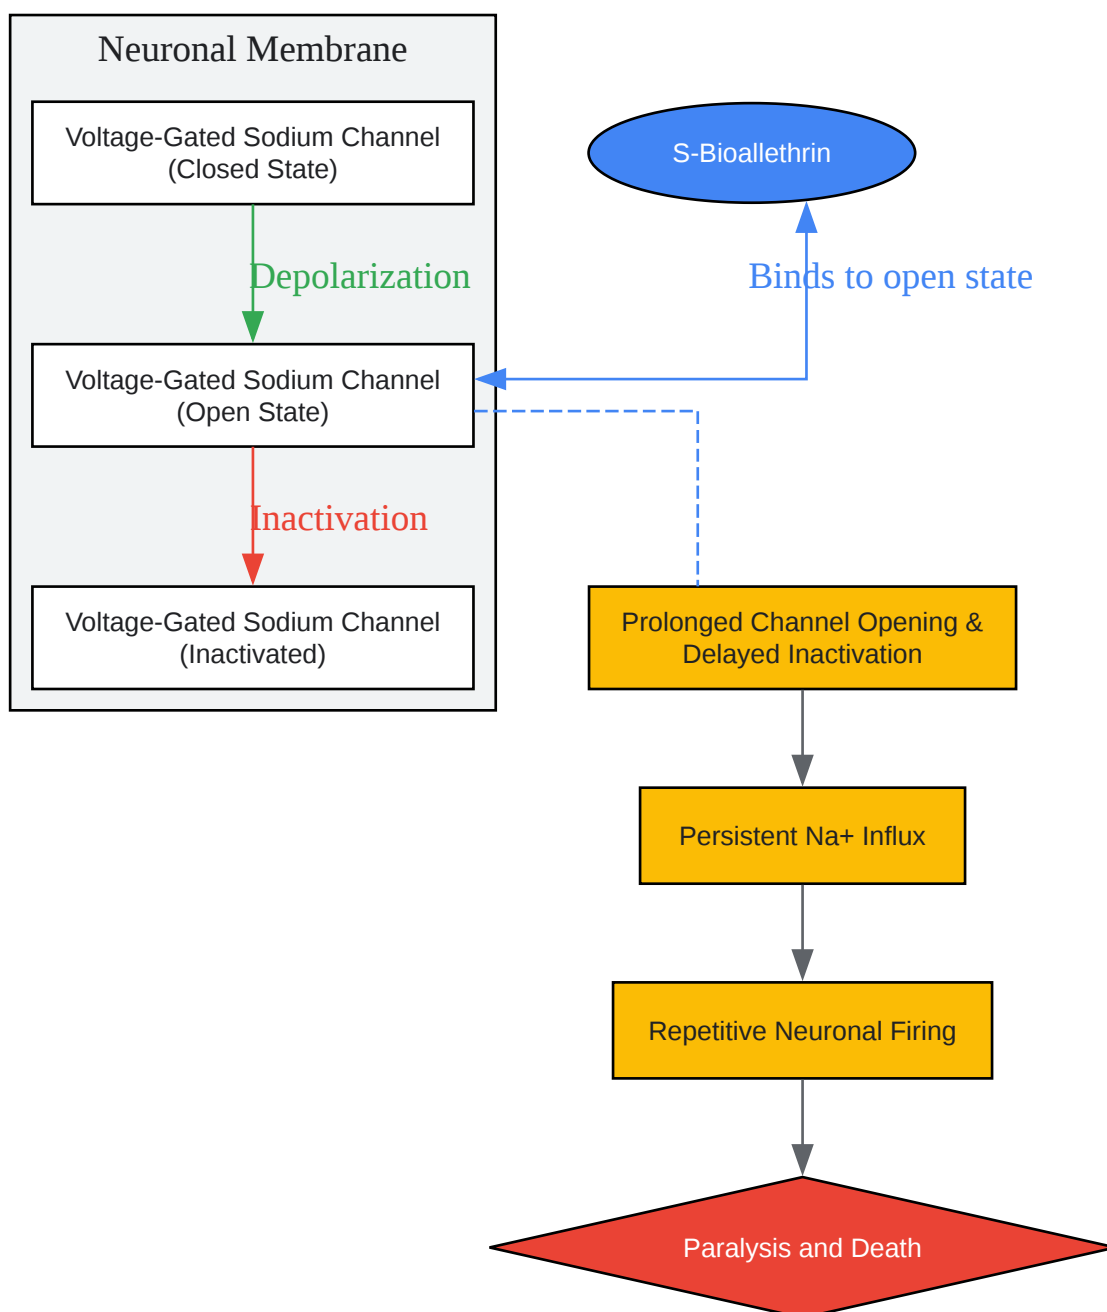 Neuronal Membrane
Voltage-Gated Sodium Channel
(Closed State)
S-Bioallethrin
Depolarization
Binds to open state
Voltage-Gated Sodium Channel
(Open State)
Inactivation
Voltage-Gated Sodium Channel
(Inactivated)
Prolonged Channel Opening &
Delayed Inactivation
Persistent Na+ Influx
Repetitive Neuronal Firing
Paralysis and Death